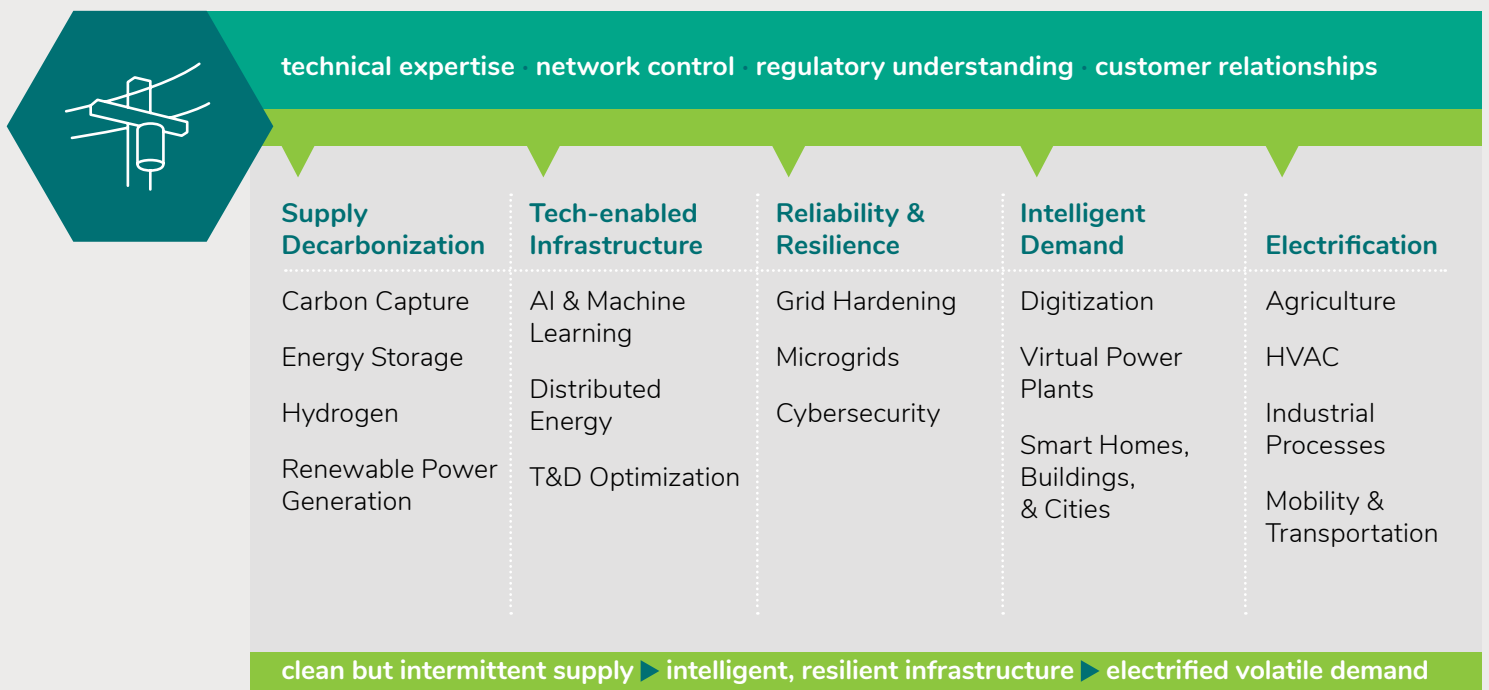 technical expertise · network control · regulatory understanding · customer relationships
Supply
Decarbonization
Carbon Capture
Energy Storage
Hydrogen
Renewable Power
Generation
Tech-enabled
Infrastructure
AI & Machine
Learning
Distributed
Energy
T&D Optimization
Reliability &
Resilience
Grid Hardening
Microgrids
Cybersecurity
Intelligent
Demand
Digitization
Virtual Power
Plants
Smart Homes,
Buildings,
& Cities
Electrification
Agriculture
HVAC
Industrial
Processes
Mobility &
Transportation
clean but intermittent supply ▶ intelligent, resilient infrastructure ▶ electrified volatile demand